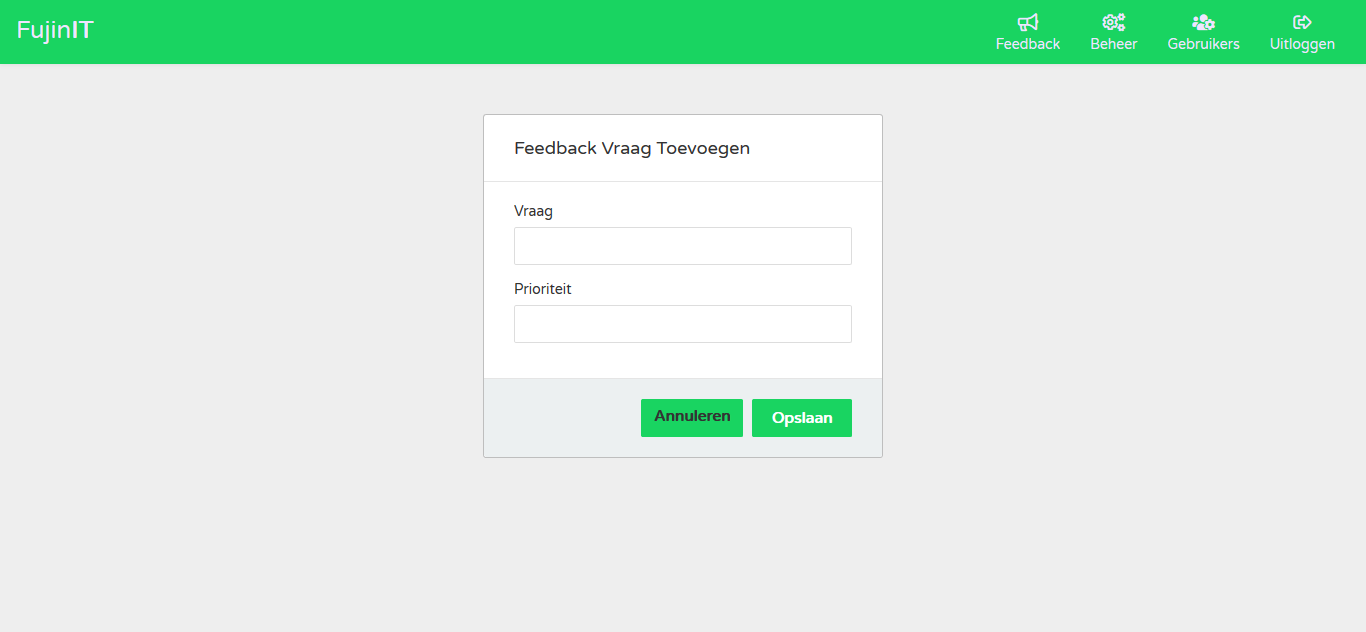 FujinIT
Feedback
Beheer
Gebruikers
Uitloggen
Feedback Vraag Toevoegen
Vraag
Prioriteit
Annuleren
Opslaan